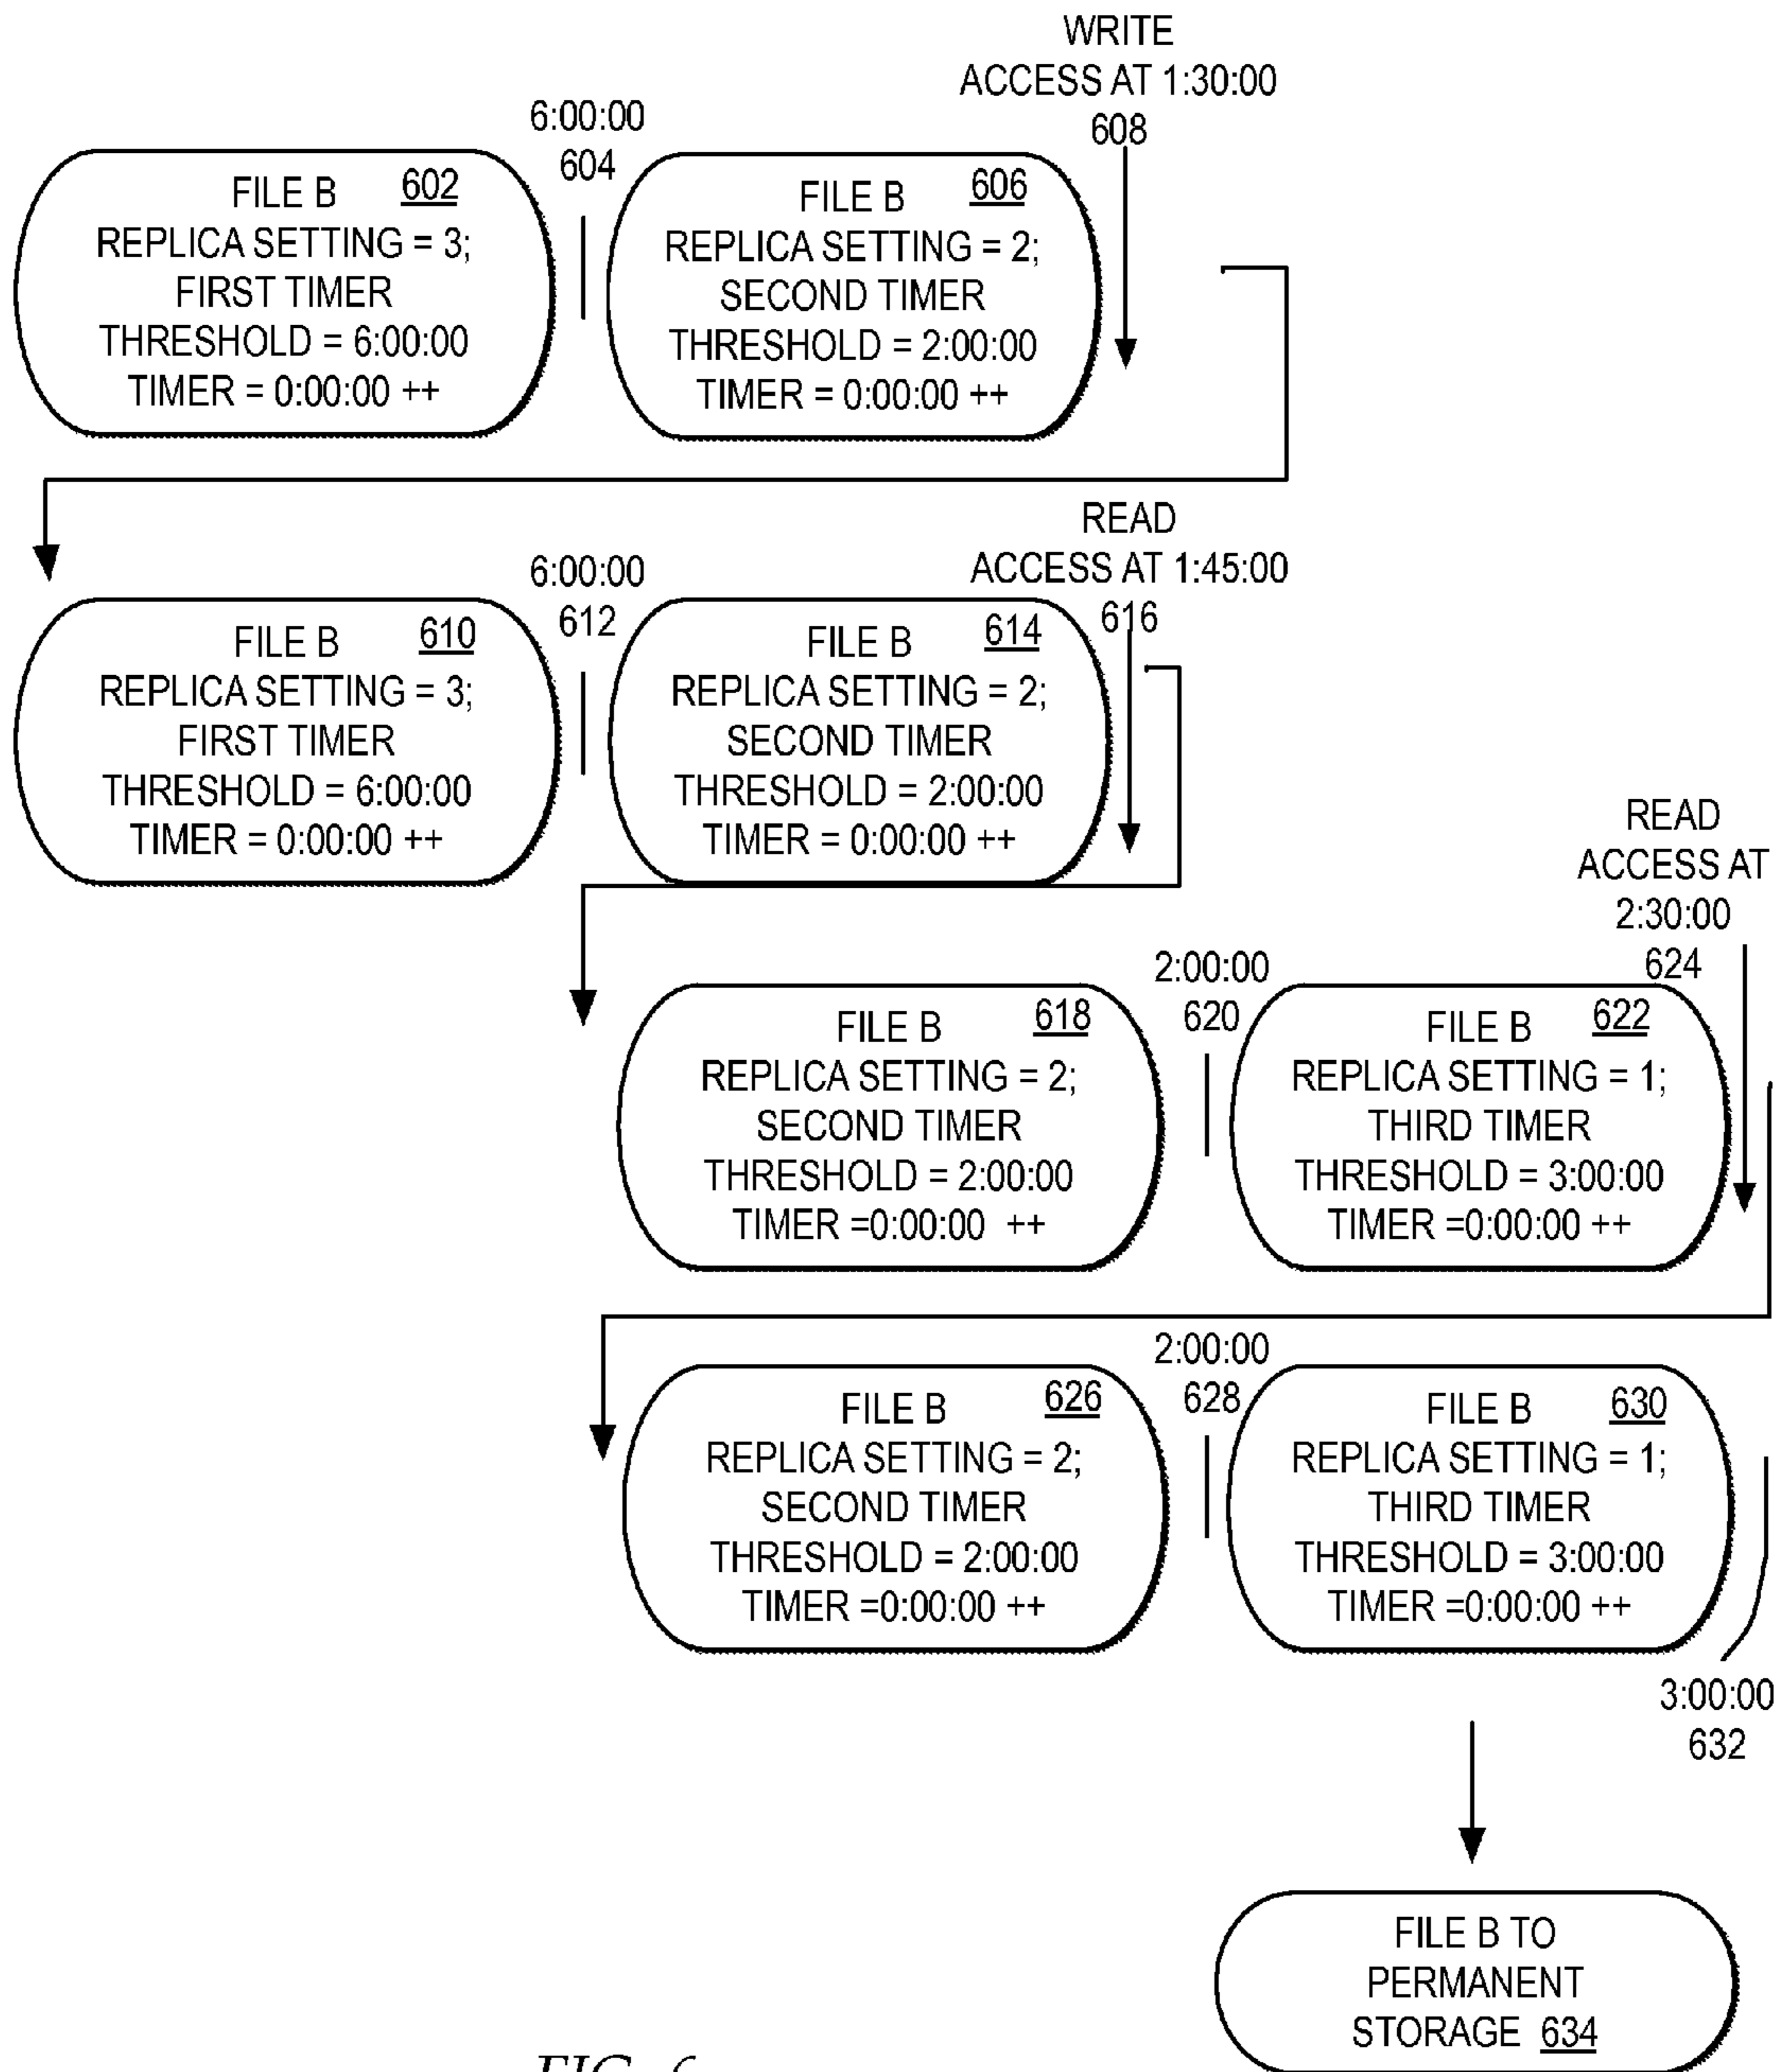 WRITE
ACCESS AT 1:30:00
608
6:00:00
604
FILE B 602
REPLICA SETTING = 3;
FIRST TIMER
THRESHOLD = 6:00:00
TIMER = 0:00:00 ++
FILE B 606
REPLICA SETTING = 2;
SECOND TIMER
THRESHOLD = 2:00:00
TIMER = 0:00:00 ++
READ
ACCESS AT 1:45:00
616
6:00:00
612
FILE B 610
REPLICA SETTING = 3;
FIRST TIMER
THRESHOLD = 6:00:00
TIMER = 0:00:00 ++
FILE B 614
REPLICA SETTING = 2;
SECOND TIMER
THRESHOLD = 2:00:00
TIMER = 0:00:00 ++
READ
ACCESS AT
2:30:00
624
2:00:00
620
FILE B 618
REPLICA SETTING = 2;
SECOND TIMER
THRESHOLD = 2:00:00
TIMER =0:00:00 ++
FILE B 622
REPLICA SETTING = 1;
THIRD TIMER
THRESHOLD = 3:00:00
TIMER =0:00:00 ++
2:00:00
628
FILE B 626
REPLICA SETTING = 2;
SECOND TIMER
THRESHOLD = 2:00:00
TIMER =0:00:00 ++
FILE B 630
REPLICA SETTING = 1;
THIRD TIMER
THRESHOLD = 3:00:00
TIMER =0:00:00 ++
3:00:00
632
FILE B TO
PERMANENT
STORAGE 634
FIG. 6